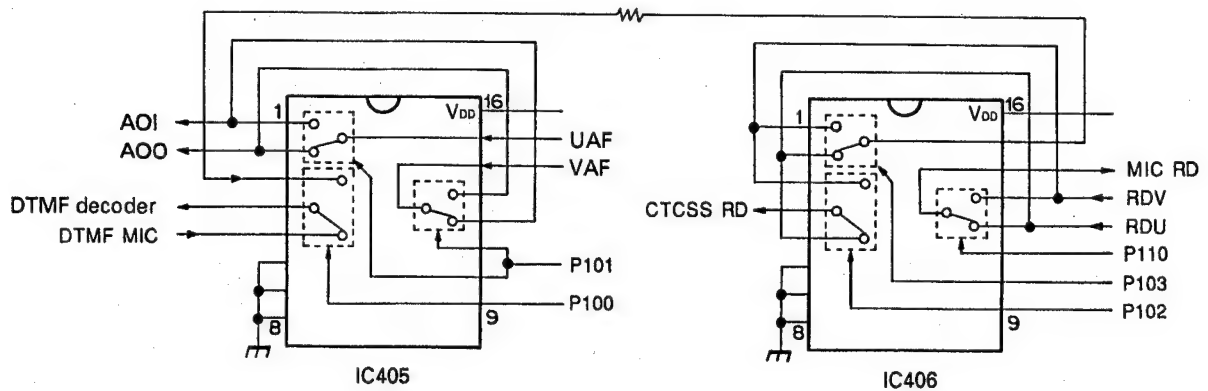 1
VDD
16
AOI
AOO
UAF
VAF
DTMF decoder
DTMF MIC
P101
P100
8
9
IC405
1
VDD
16
MIC RD
RDV
RDU
CTCSS RD
P110
P103
P102
8
9
IC406